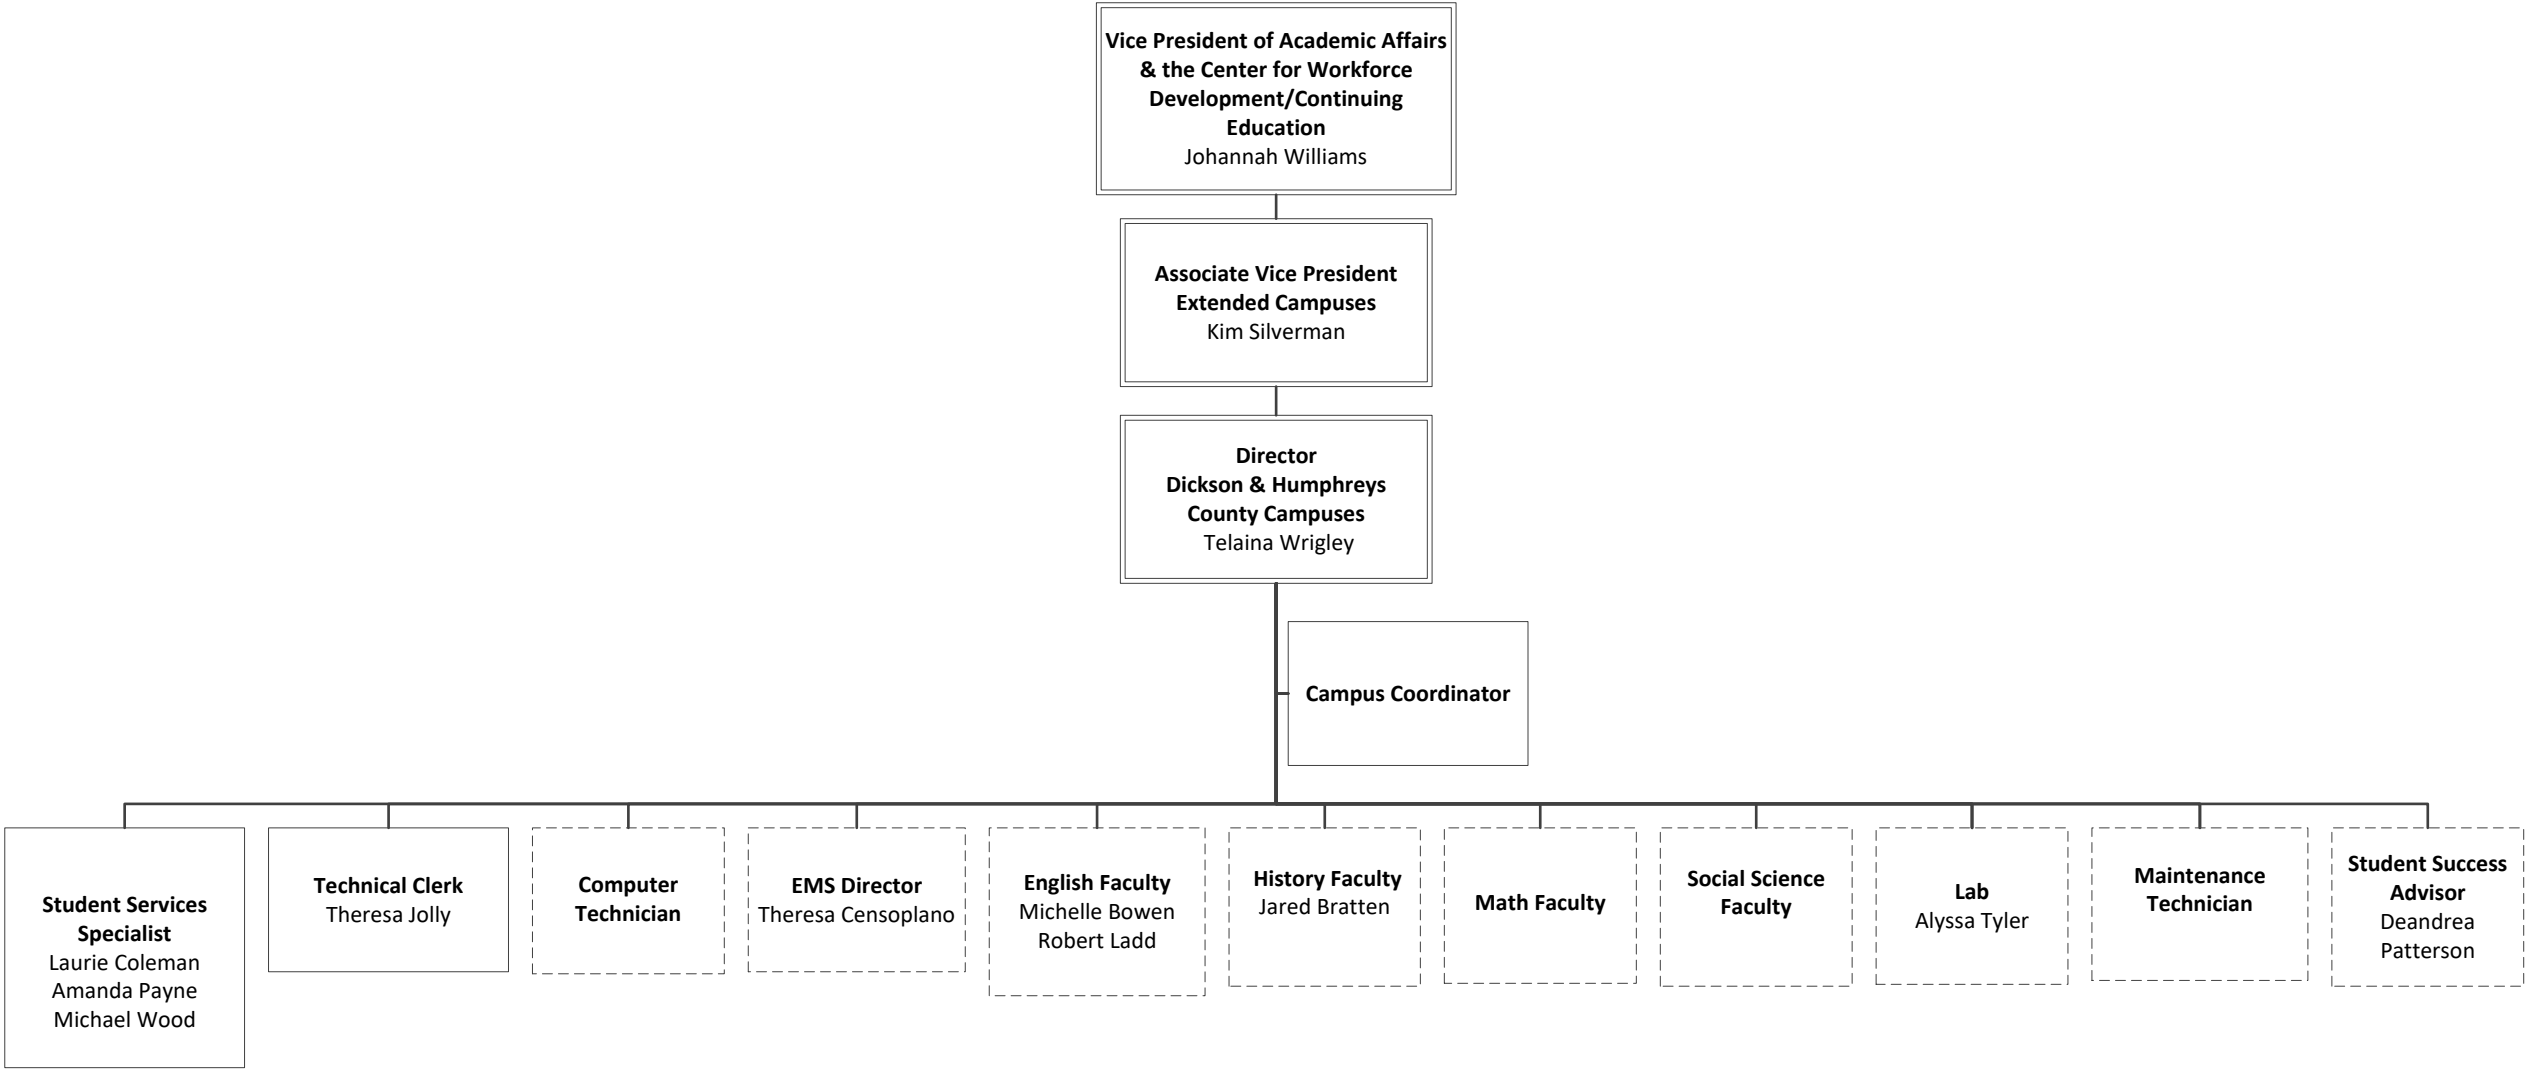 Vice President of Academic Affairs
& the Center for Workforce
Development/Continuing
Education
Johannah Williams
Associate Vice President
Extended Campuses
Kim Silverman
Director
Dickson & Humphreys
County Campuses
Telaina Wrigley
Campus Coordinator
Student Services
Specialist
Laurie Coleman
Amanda Payne
Michael Wood
Technical Clerk
Theresa Jolly
Computer
Technician
EMS Director
Theresa Censoplano
English Faculty
Michelle Bowen
Robert Ladd
History Faculty
Jared Bratten
Math Faculty
Social Science
Faculty
Lab
Alyssa Tyler
Maintenance
Technician
Student Success
Advisor
Deandrea
Patterson